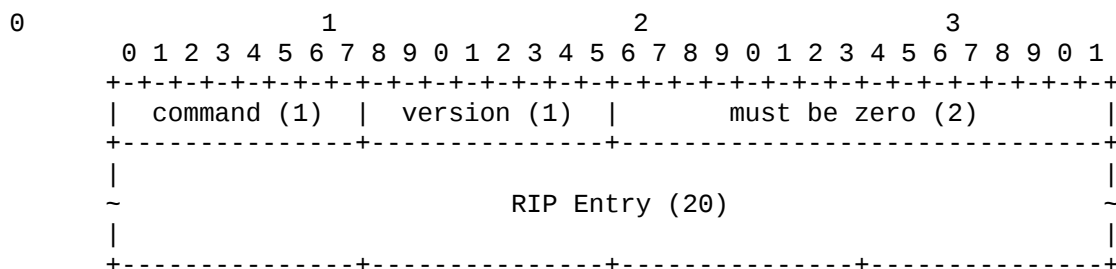 0                   1                   2                   3
0 1 2 3 4 5 6 7 8 9 0 1 2 3 4 5 6 7 8 9 0 1 2 3 4 5 6 7 8 9 0 1
+-+-+-+-+-+-+-+-+-+-+-+-+-+-+-+-+-+-+-+-+-+-+-+-+-+-+-+-+-+-+-+-+
|  command (1)  |  version (1)  |       must be zero (2)        |
+---------------+---------------+-------------------------------+
|                                                               |
~                         RIP Entry (20)                        ~
|                                                               |
+---------------+---------------+---------------+---------------+